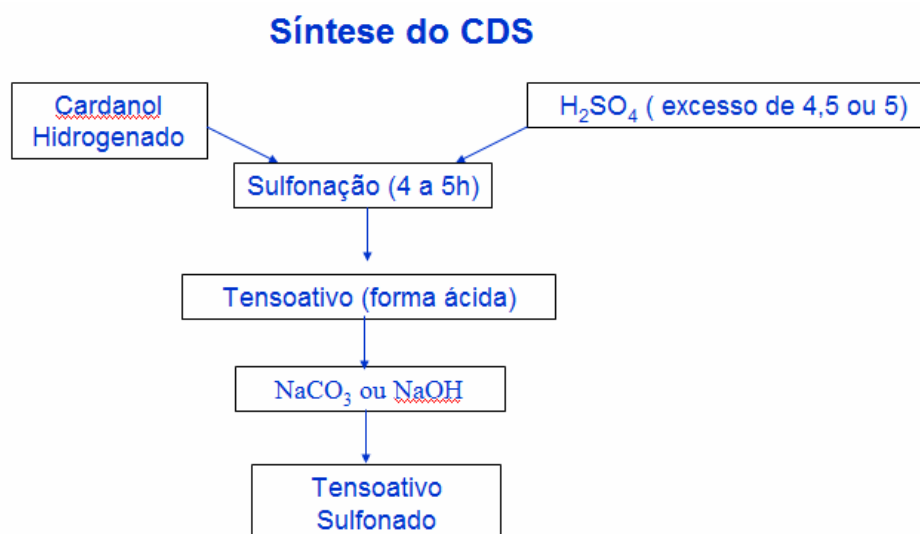 Síntese do CDS
Cardanol
Hidrogenado
H₂SO₄ ( excesso de 4,5 ou 5)
Sulfonação (4 a 5h)
Tensoativo (forma ácida)
NaCO₃ ou NaOH
Tensoativo
Sulfonado